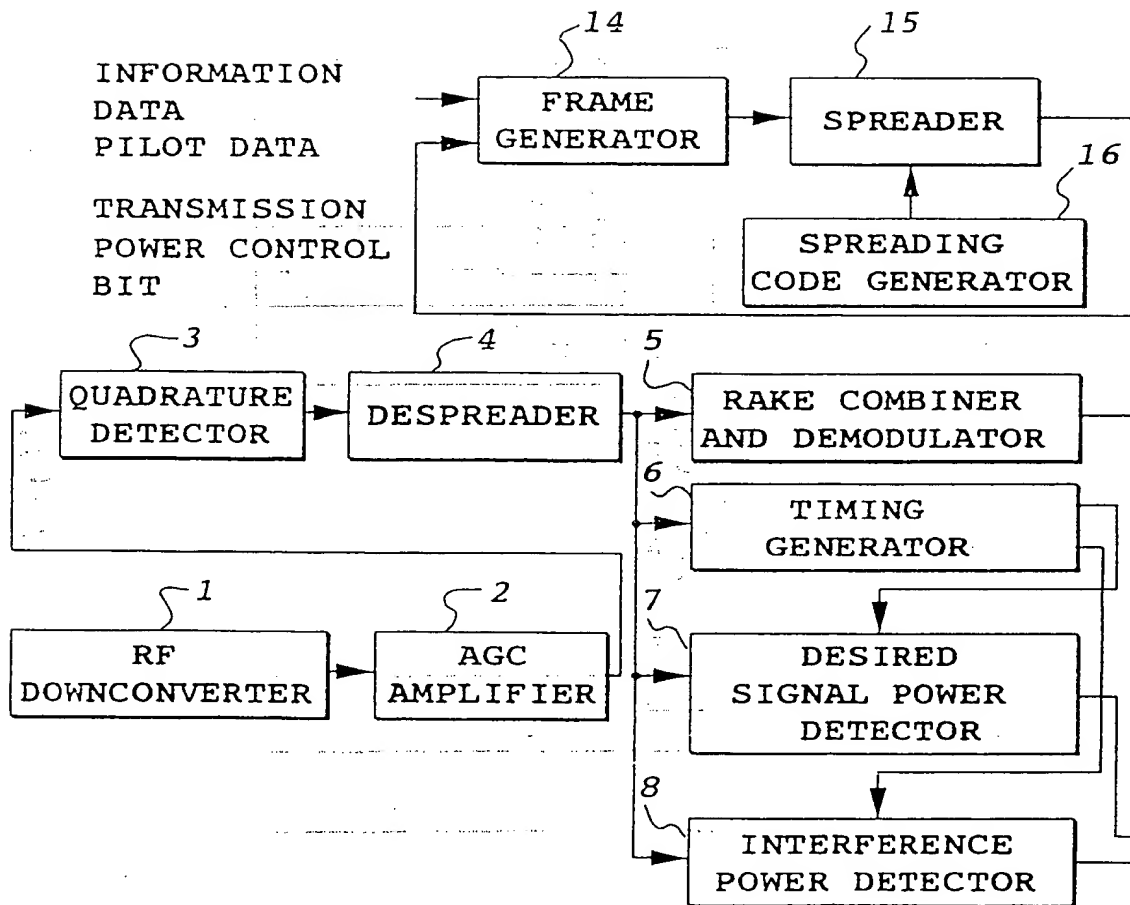 14
15
INFORMATION
DATA
PILOT DATA
FRAME
GENERATOR
SPREADER
16
TRANSMISSION
POWER CONTROL
BIT
SPREADING
CODE GENERATOR
3
4
5
QUADRATURE
DETECTOR
DESPREADER
RAKE COMBINER
AND DEMODULATOR
6
TIMING
GENERATOR
1
2
7
RF
DOWNCONVERTER
AGC
AMPLIFIER
DESIRED
SIGNAL POWER
DETECTOR
8
INTERFERENCE
POWER DETECTOR